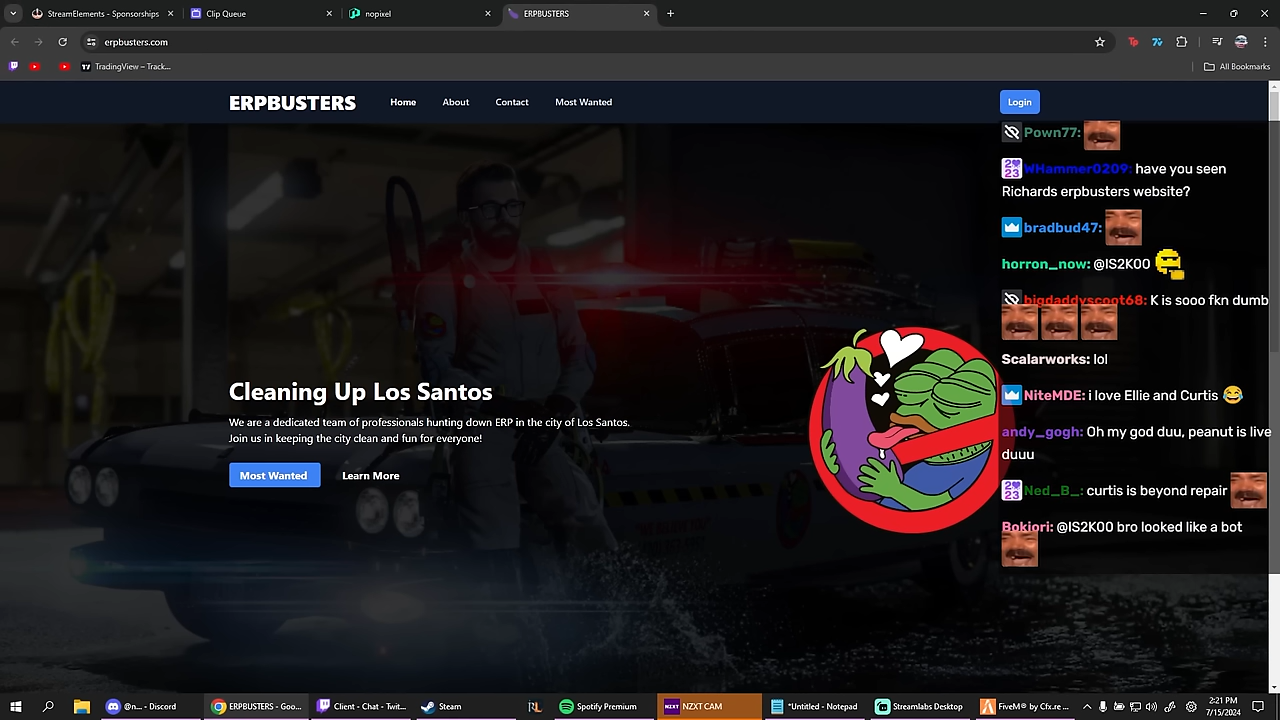 StreamElements - Sponsorships
Clip Queue
nopixel
ERPBUSTERS
erpbusters.com
Tp
7v
TradingView – Track...
All Bookmarks
ERPBUSTERS
Home
About
Contact
Most Wanted
Login
Pown77:
WHammer0209: have you seen
Richards erpbusters website?
bradbud47:
horron_now: @IS2K00
bigdaddyscoot68: K is sooo fkn dumb
Scalarworks: lol
NiteMDE: i love Ellie and Curtis
andy_gogh: Oh my god duu, peanut is live
duuu
Ned_B_: curtis is beyond repair
Bokiori: @IS2K00 bro looked like a bot
Cleaning Up Los Santos
We are a dedicated team of professionals hunting down ERP in the city of Los Santos.
Join us in keeping the city clean and fun for everyone!
Most Wanted
Learn More
@n... - Discord
ERPBUSTERS - Go...
Client - Chat - Twit...
Steam
Spotify Premium
NZXT
NZXT CAM
*Untitled - Notepad
Streamlabs Desktop
FiveM® by Cfx.re ...
2:21 PM
7/15/2024